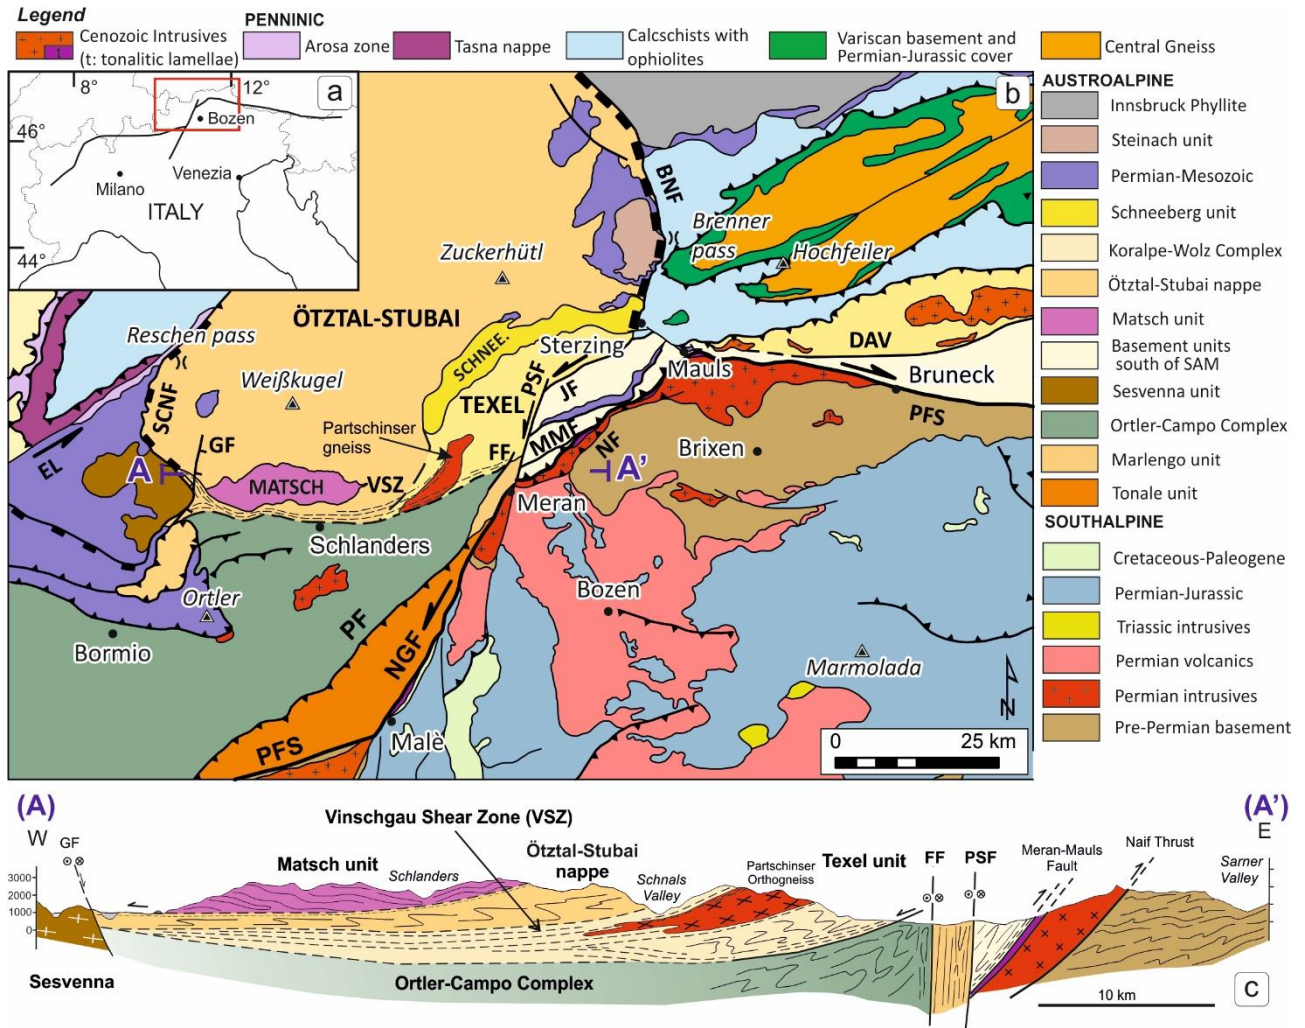 Legend
Cenozoic Intrusives
(t: tonalitic lamellae)
PENNINIC
Arosa zone
Tasna nappe
Calcschists with
ophiolites
Variscan basement and
Permian-Jurassic cover
Central Gneiss
AUSTROALPINE
Innsbruck Phyllite
Steinach unit
Permian-Mesozoic
Schneeberg unit
Koralpe-Wolz Complex
Ötztal-Stubai nappe
Matsch unit
Basement units
south of SAM
Sesvenna unit
Ortler-Campo Complex
Marlengo unit
Tonale unit
SOUTHALPINE
Cretaceous-Paleogene
Permian-Jurassic
Triassic intrusives
Permian volcanics
Permian intrusives
Pre-Permian basement
a
8°
12°
46°
44°
Bozen
Milano
Venezia
ITALY
b
BNF
Brenner
pass
Hochfeiler
Zuckerhütl
ÖTZTAL-STUBAI
Reschen pass
Weißkugel
SCHNEE.
Sterzing
DAV
Mauls
Bruneck
PFS
SCNF
PSF
JF
TEXEL
Partschinser
gneiss
GF
EL
A
MATSCH
VSZ
FF
MMF
NF
A'
Brixen
Meran
Schlanders
Ortler
Bozen
PF
Bormio
NGF
Marmolada
Malè
PFS
N
0
25 km
(A)
(A')
W
E
GF
Vinschgau Shear Zone (VSZ)
Matsch unit
Schlanders
Ötztal-Stubai
nappe
Schnals
Valley
Partschinser
Orthogneiss
Texel unit
FF
PSF
Meran-Mauls
Fault
Naif Thrust
Sarner
Valley
3000
2000
1000
0
Sesvenna
Ortler-Campo Complex
10 km
c